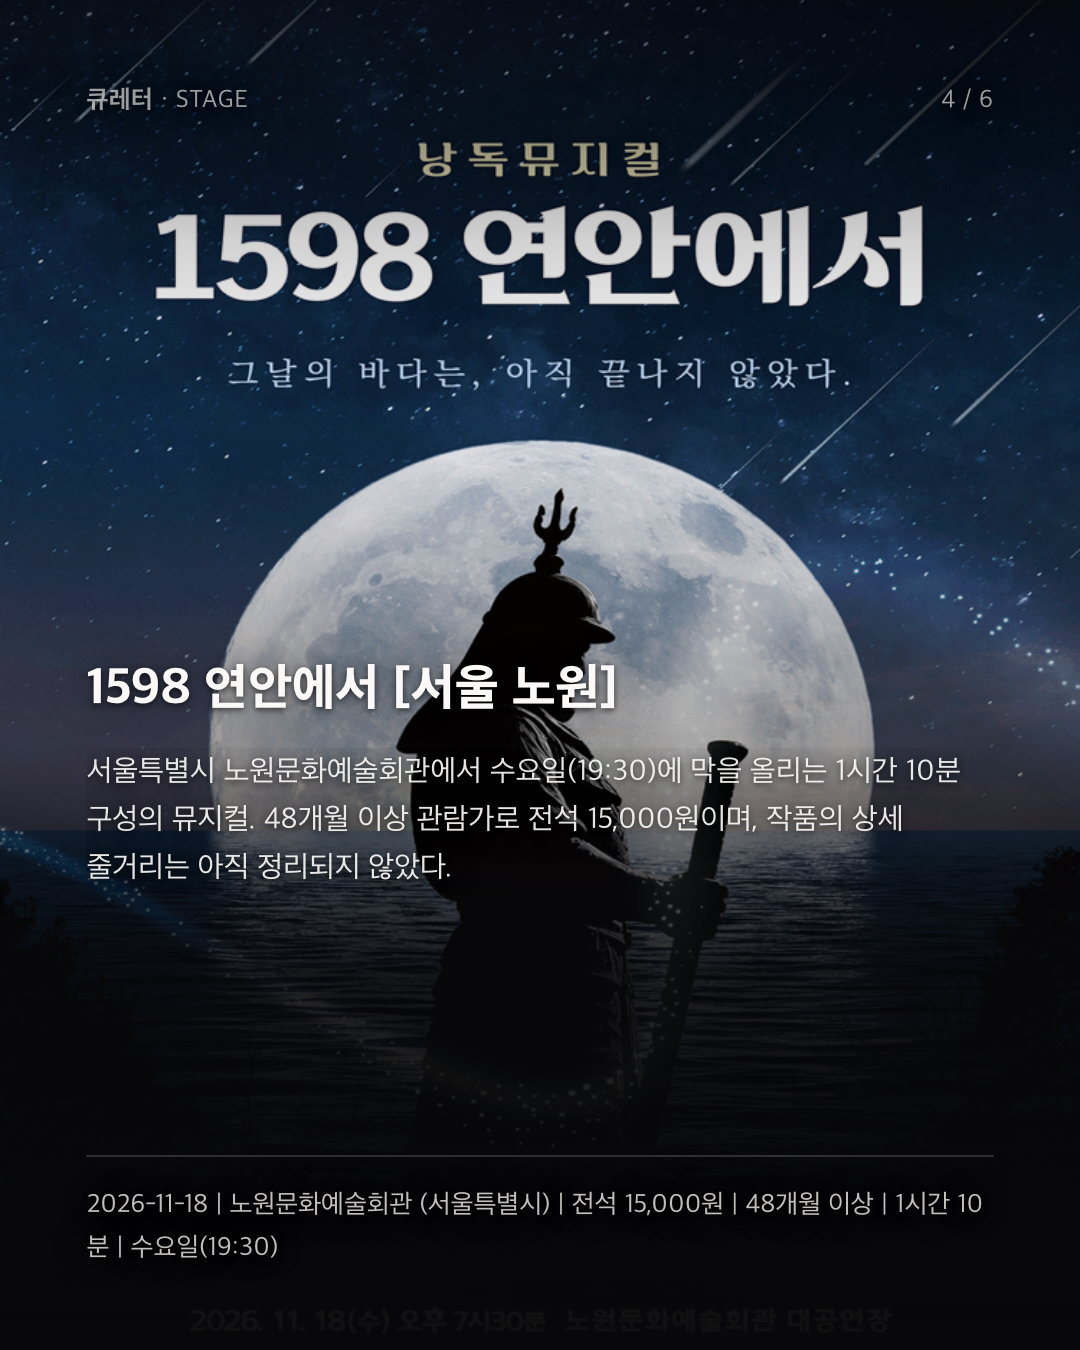 큐레터 · STAGE
4 / 6
낭독뮤지컬
1598 연안에서
그날의 바다는, 아직 끝나지 않았다.
1598 연안에서 [서울 노원]
서울특별시 노원문화예술회관에서 수요일(19:30)에 막을 올리는 1시간 10분
구성의 뮤지컬. 48개월 이상 관람가로 전석 15,000원이며, 작품의 상세
줄거리는 아직 정리되지 않았다.
2026-11-18 | 노원문화예술회관 (서울특별시) | 전석 15,000원 | 48개월 이상 | 1시간 10
분 | 수요일(19:30)
2026. 11. 18(수) 오후 7시30분 노원문화예술회관 대공연장